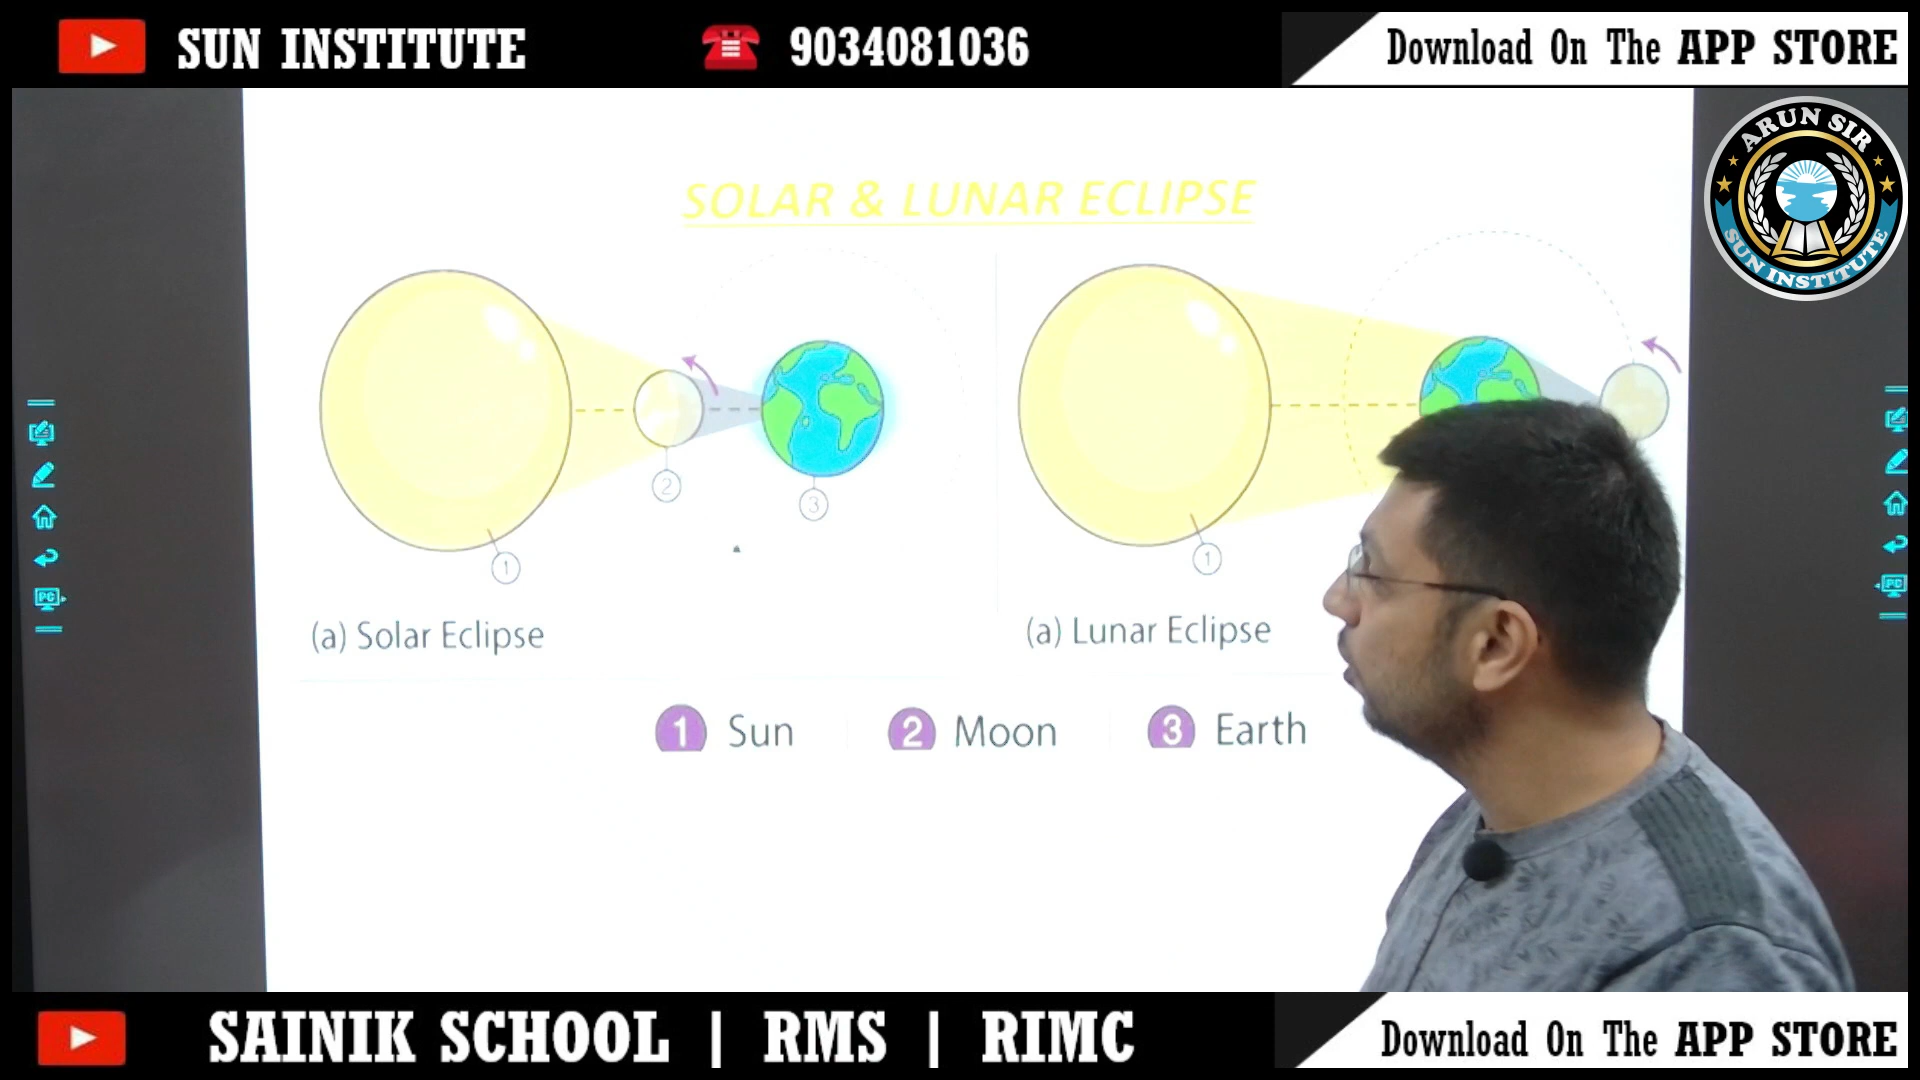 SUN INSTITUTE
9034081036
Download On The APP STORE
ARUN SIR
SUN INSTITUTE
SOLAR & LUNAR ECLIPSE
2
3
1
1
(a) Solar Eclipse
(a) Lunar Eclipse
1 Sun
2 Moon
3 Earth
PC
PC
SAINIK SCHOOL | RMS | RIMC
Download On The APP STORE